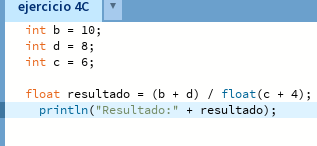 ejercicio 4C
int b = 10;
int d = 8;
int c = 6;
float resultado = (b + d) / float(c + 4);
println("Resultado:" + resultado);